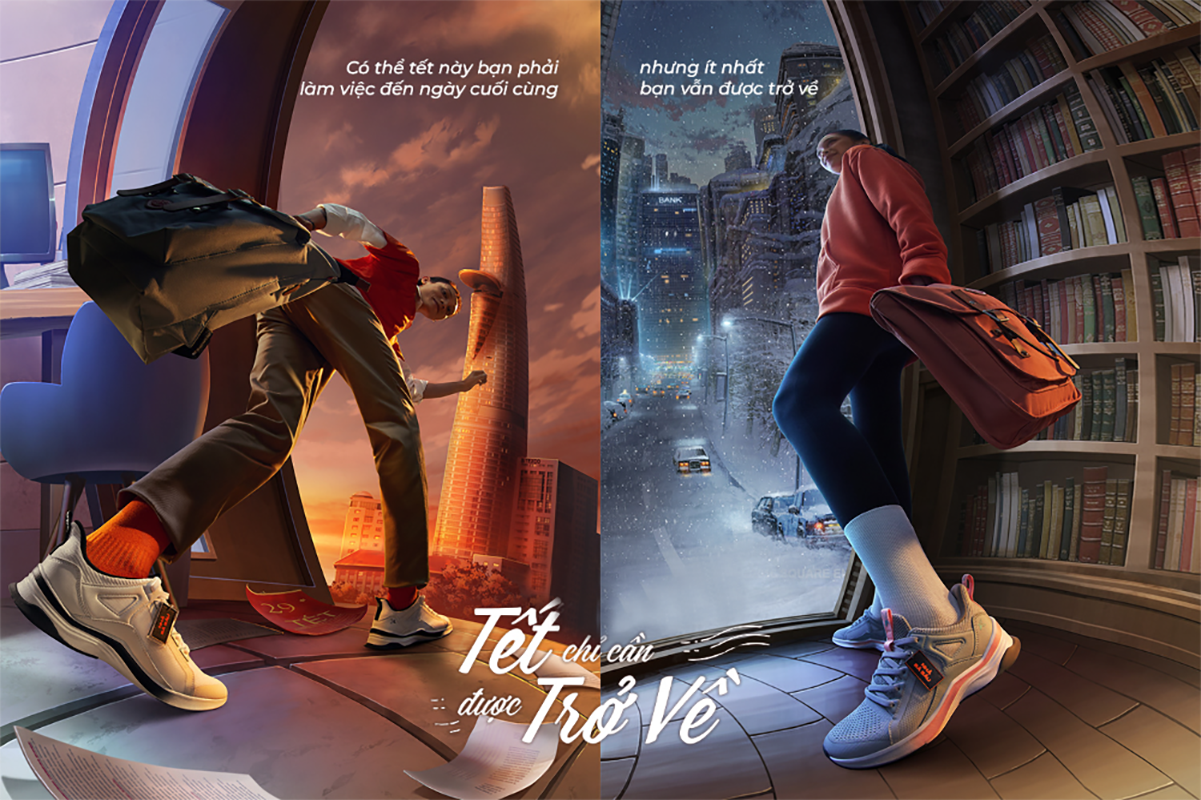 Có thể tết này bạn phải
làm việc đến ngày cuối cùng
nhưng ít nhất
bạn vẫn được trở về
BANK
29
TẾT
Tết chỉ cần
được Trở Về